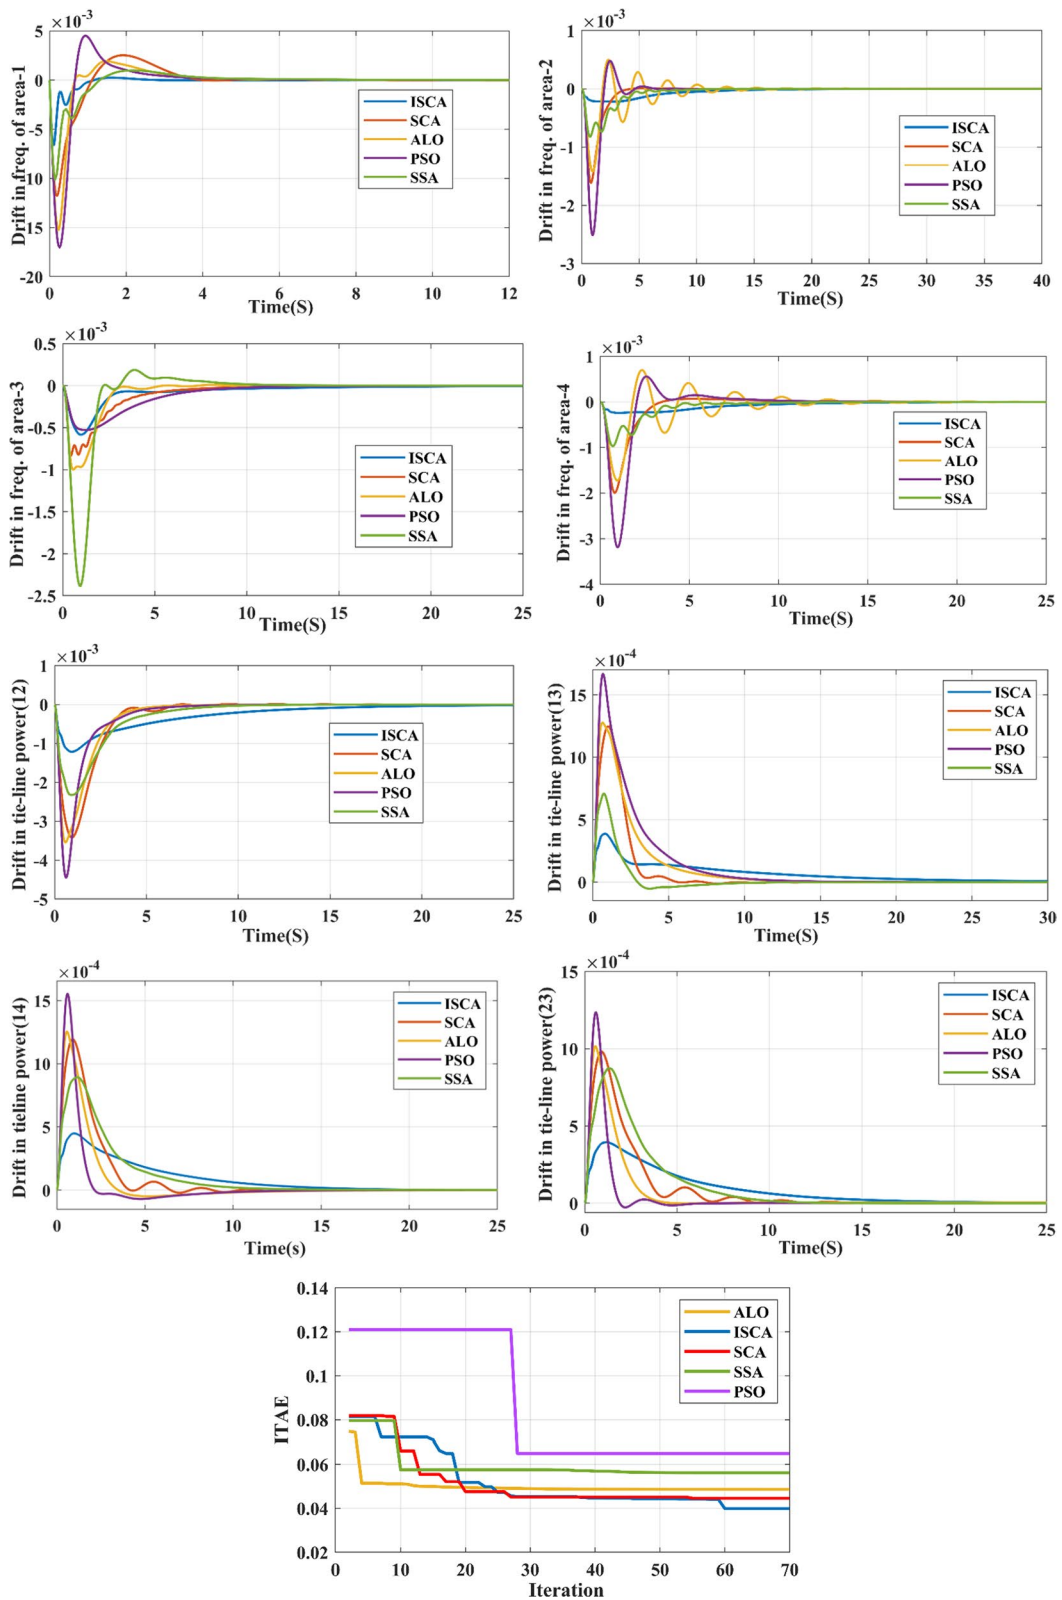 ×10-3
5
0
-5
-10
-15
-20
0 2 4 6 8 10 12
Drift in freq. of area-1
Time(S)
ISCA
SCA
ALO
PSO
SSA
×10-3
1
0
-1
-2
-3
0 5 10 15 20 25 30 35 40
Drift in freq. of area-2
Time(S)
ISCA
SCA
ALO
PSO
SSA
×10-3
0.5
0
-0.5
-1
-1.5
-2
-2.5
0 5 10 15 20 25
Drift in freq. of area-3
Time(S)
ISCA
SCA
ALO
PSO
SSA
×10-3
1
0
-1
-2
-3
-4
0 5 10 15 20 25
Drift in freq. of area-4
Time(S)
ISCA
SCA
ALO
PSO
SSA
×10-3
1
0
-1
-2
-3
-4
-5
0 5 10 15 20 25
Drift in tie-line power(12)
Time(S)
ISCA
SCA
ALO
PSO
SSA
×10-4
15
10
5
0
0 5 10 15 20 25 30
Drift in tie-line power(13)
Time(S)
ISCA
SCA
ALO
PSO
SSA
×10-4
15
10
5
0
0 5 10 15 20 25
Drift in tieline power(14)
Time(s)
ISCA
SCA
ALO
PSO
SSA
×10-4
15
10
5
0
0 5 10 15 20 25
Drift in tie-line power(23)
Time(S)
ISCA
SCA
ALO
PSO
SSA
0.14
0.12
0.1
0.08
0.06
0.04
0.02
0 10 20 30 40 50 60 70
ITAE
Iteration
ALO
ISCA
SCA
SSA
PSO